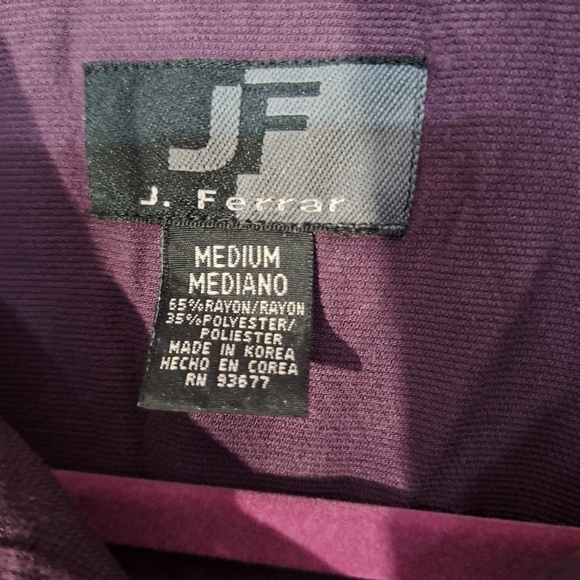 JF
J. Ferrar
MEDIUM
MEDIANO
65%RAYON/RAYON
35%POLYESTER/
POLIESTER
MADE IN KOREA
HECHO EN COREA
RN 93677